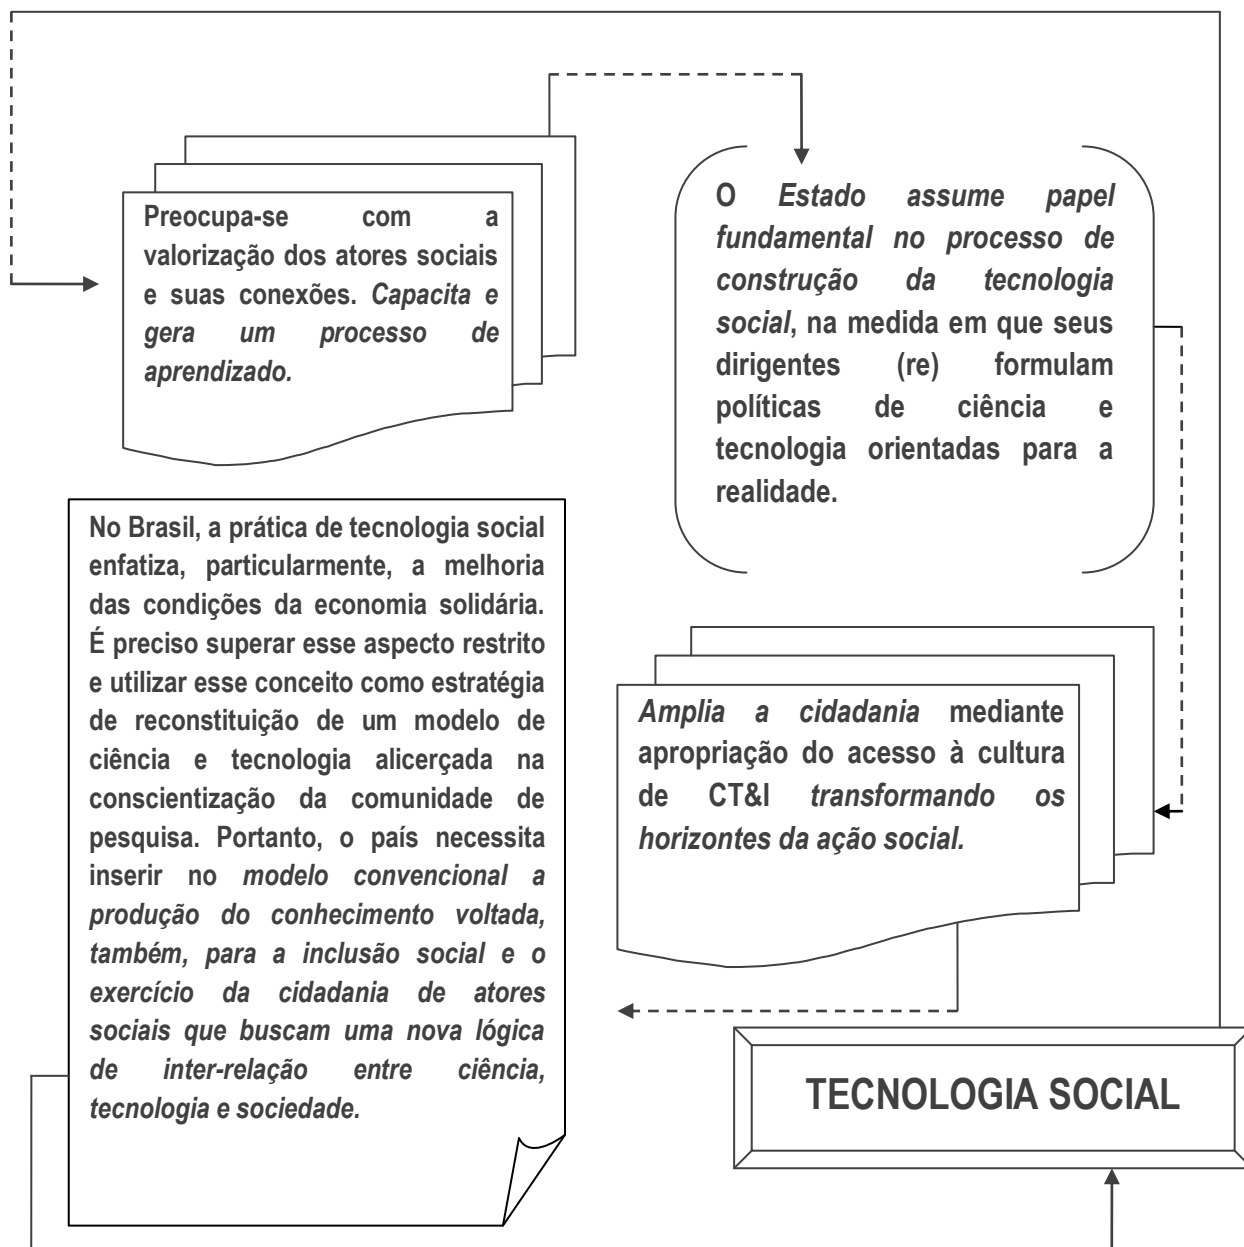 Preocupa-se com a
valorização dos atores sociais
e suas conexões. Capacita e
gera um processo de
aprendizado.
O Estado assume papel
fundamental no processo de
construção da tecnologia
social, na medida em que seus
dirigentes (re) formulam
políticas de ciência e
tecnologia orientadas para a
realidade.
No Brasil, a prática de tecnologia social
enfatiza, particularmente, a melhoria
das condições da economia solidária.
É preciso superar esse aspecto restrito
e utilizar esse conceito como estratégia
de reconstituição de um modelo de
ciência e tecnologia alicerçada na
conscientização da comunidade de
pesquisa. Portanto, o país necessita
inserir no modelo convencional a
produção do conhecimento voltada,
também, para a inclusão social e o
exercício da cidadania de atores
sociais que buscam uma nova lógica
de inter-relação entre ciência,
tecnologia e sociedade.
Amplia a cidadania mediante
apropriação do acesso à cultura
de CT&I transformando os
horizontes da ação social.
TECNOLOGIA SOCIAL